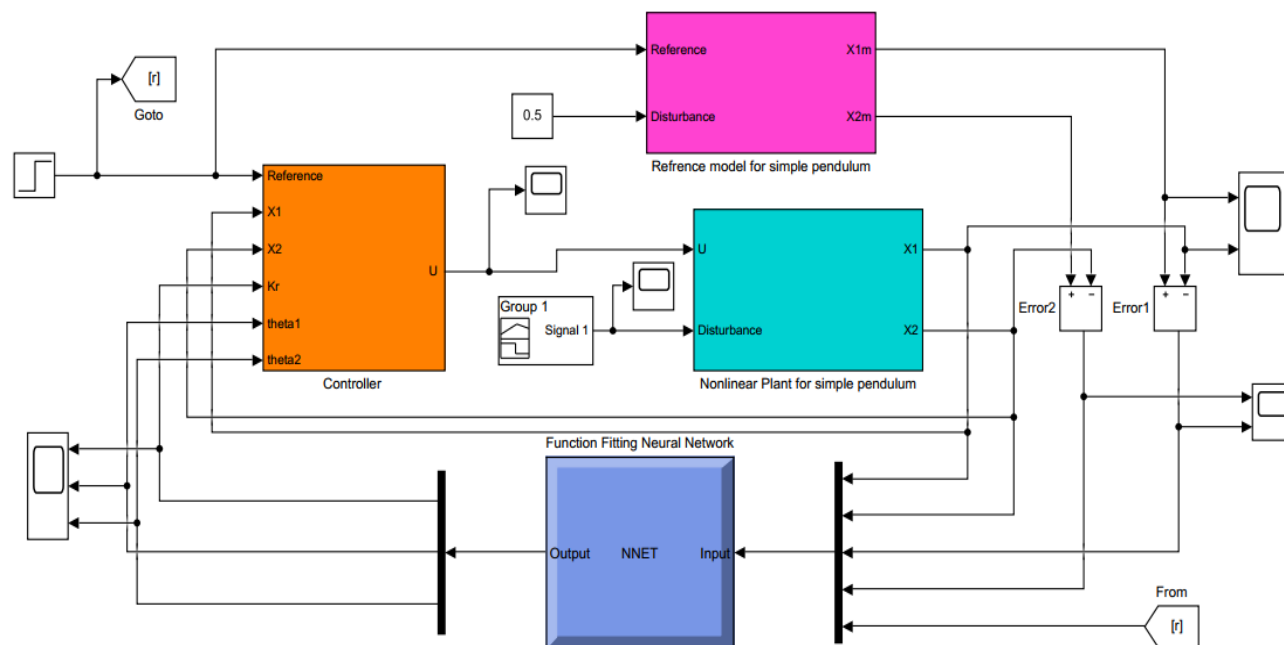 [r]
Goto
Reference
X1m
0.5
Disturbance
X2m
Refrence model for simple pendulum
Reference
X1
X2
Kr
theta1
theta2
U
Controller
U
X1
Group 1
Signal 1
Disturbance
X2
Nonlinear Plant for simple pendulum
Error2
+ −
Error1
+ −
Function Fitting Neural Network
Output
NNET
Input
From
[r]